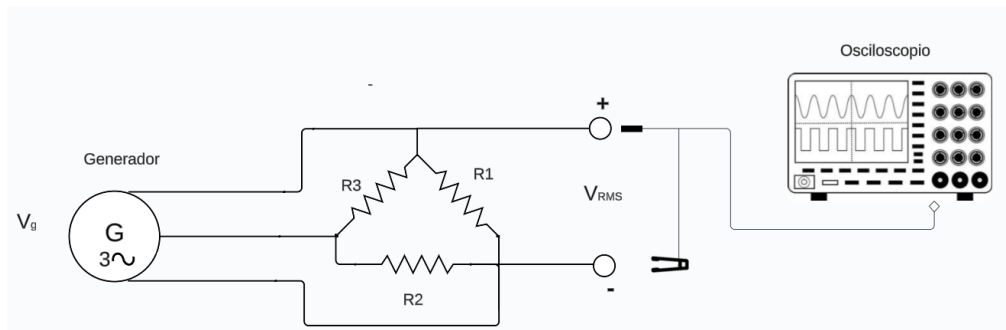 Osciloscopio
-
+
Generador
R3
R1
VRMS
Vg
G
3
R2
-